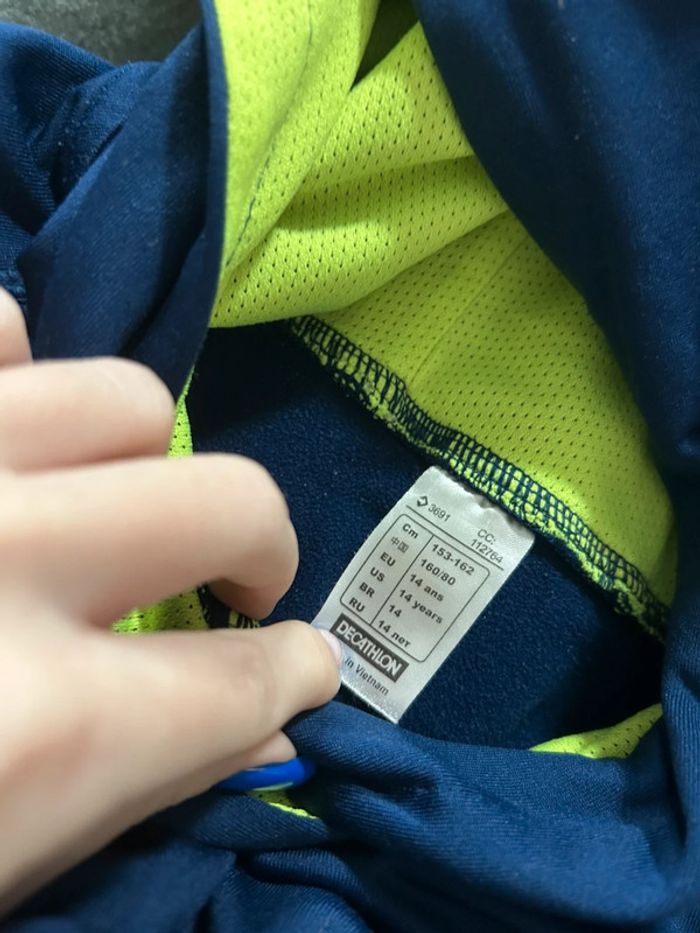 3691 CC: 112764
Cm 153-162
中国 160/80
EU 14 ans
US 14 years
BR 14
RU 14 лет
DECATHLON
in Vietnam